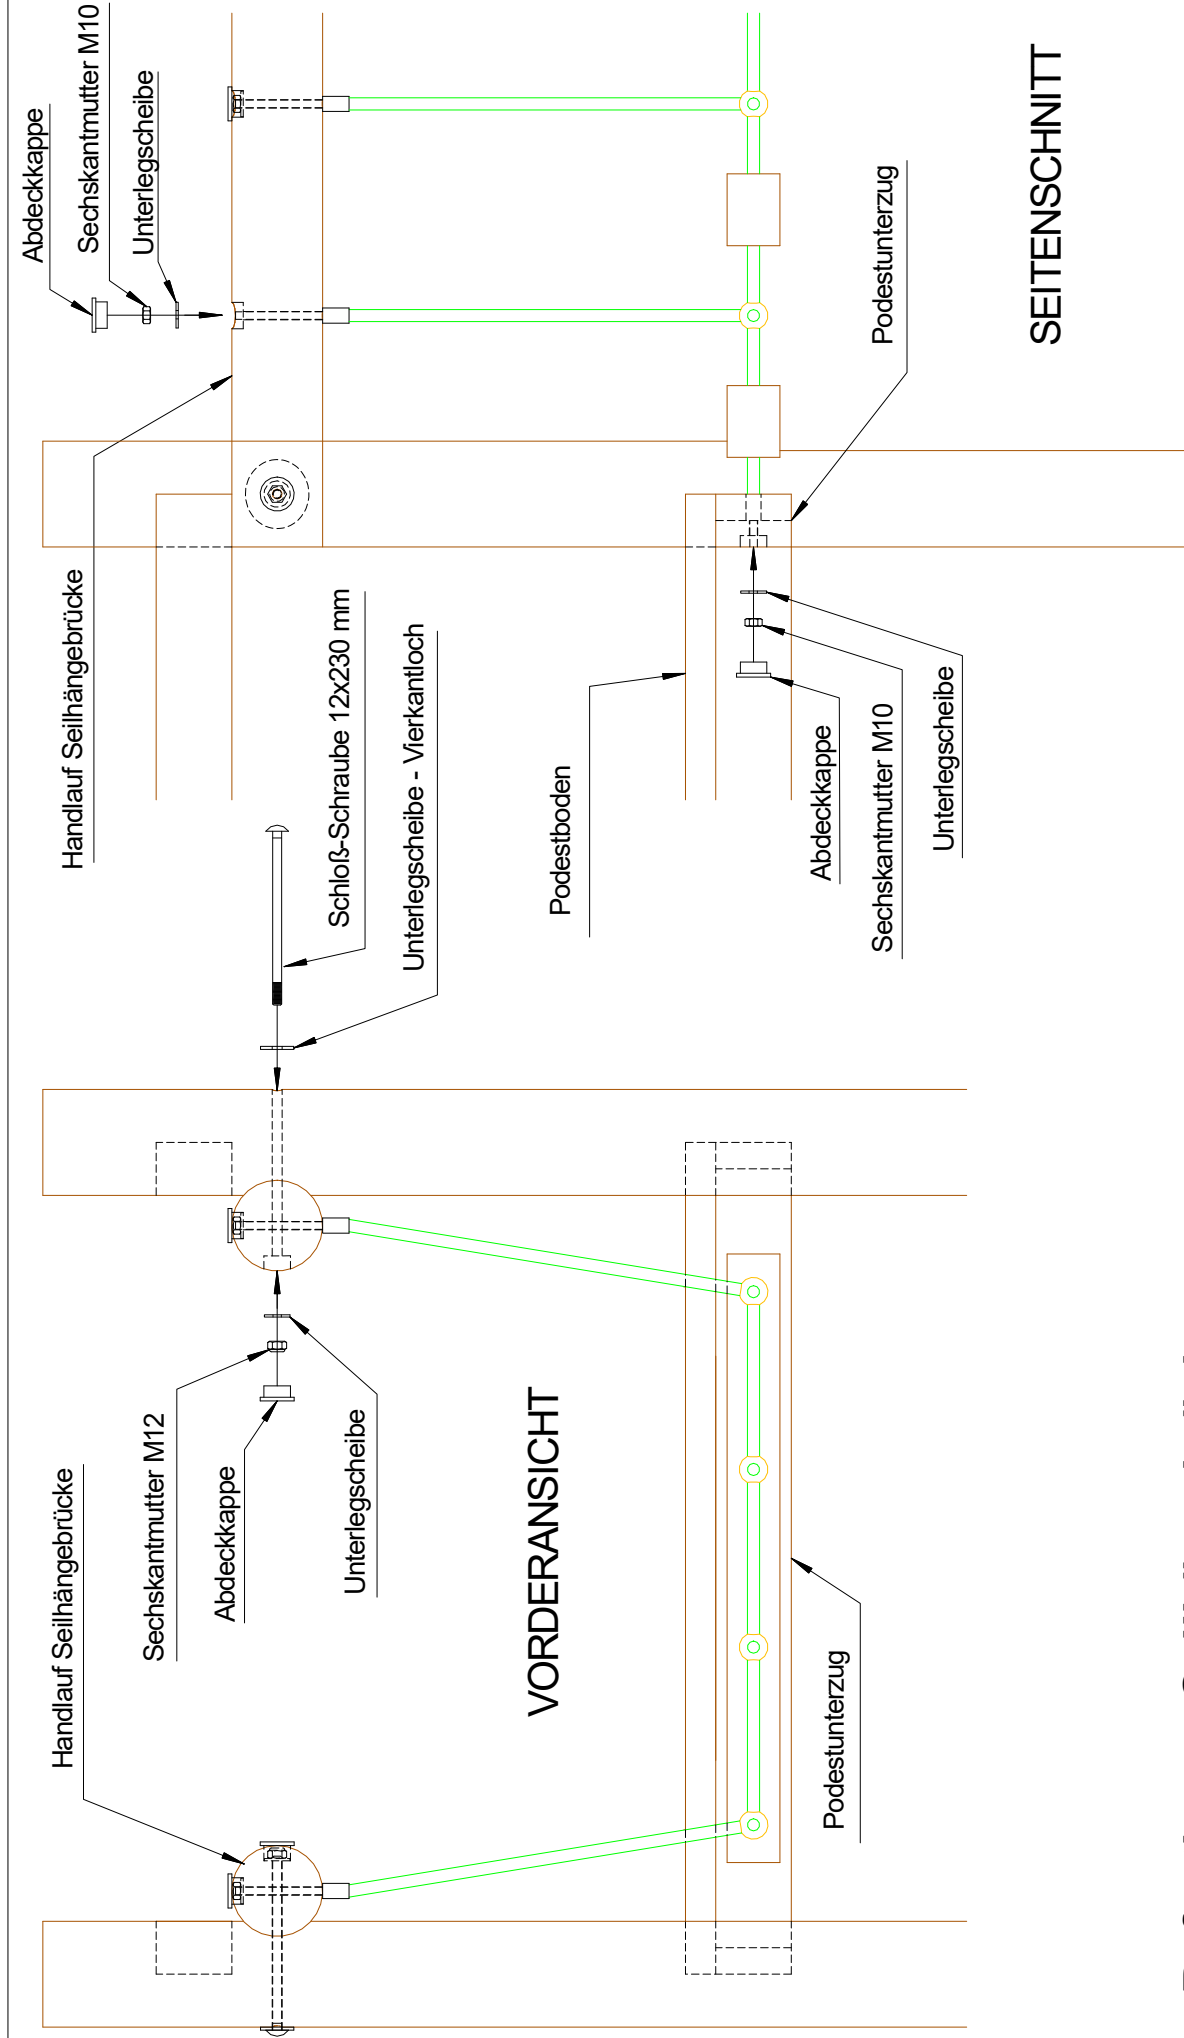 Handlauf Seilhängebrücke
Sechskantmutter M12
Abdeckkappe
Unterlegscheibe
VORDERANSICHT
Podestunterzug
Schloß-Schraube 12x230 mm
Unterlegscheibe - Vierkantloch
Handlauf Seilhängebrücke
Abdeckkappe
Sechskantmutter M10
Unterlegscheibe
Podestboden
Abdeckkappe
Sechskantmutter M10
Unterlegscheibe
Podestunterzug
SEITENSCHNITT